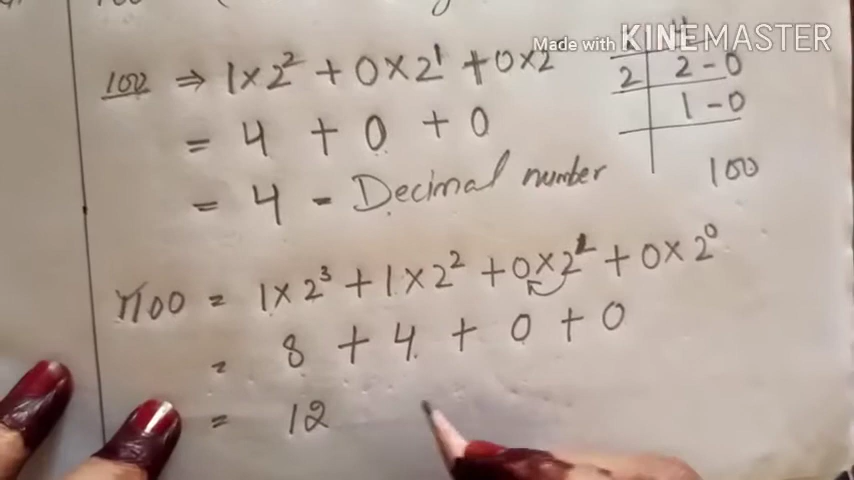 Made with KINEMASTER
100 ⇒ 1×2² + 0×2¹ + 0×2
2 | 2 - 0
1 - 0
= 4 + 0 + 0
100
= 4 - Decimal number
1100 = 1×2³ + 1×2² + 0×2¹ + 0×2⁰
= 8 + 4 + 0 + 0
= 12